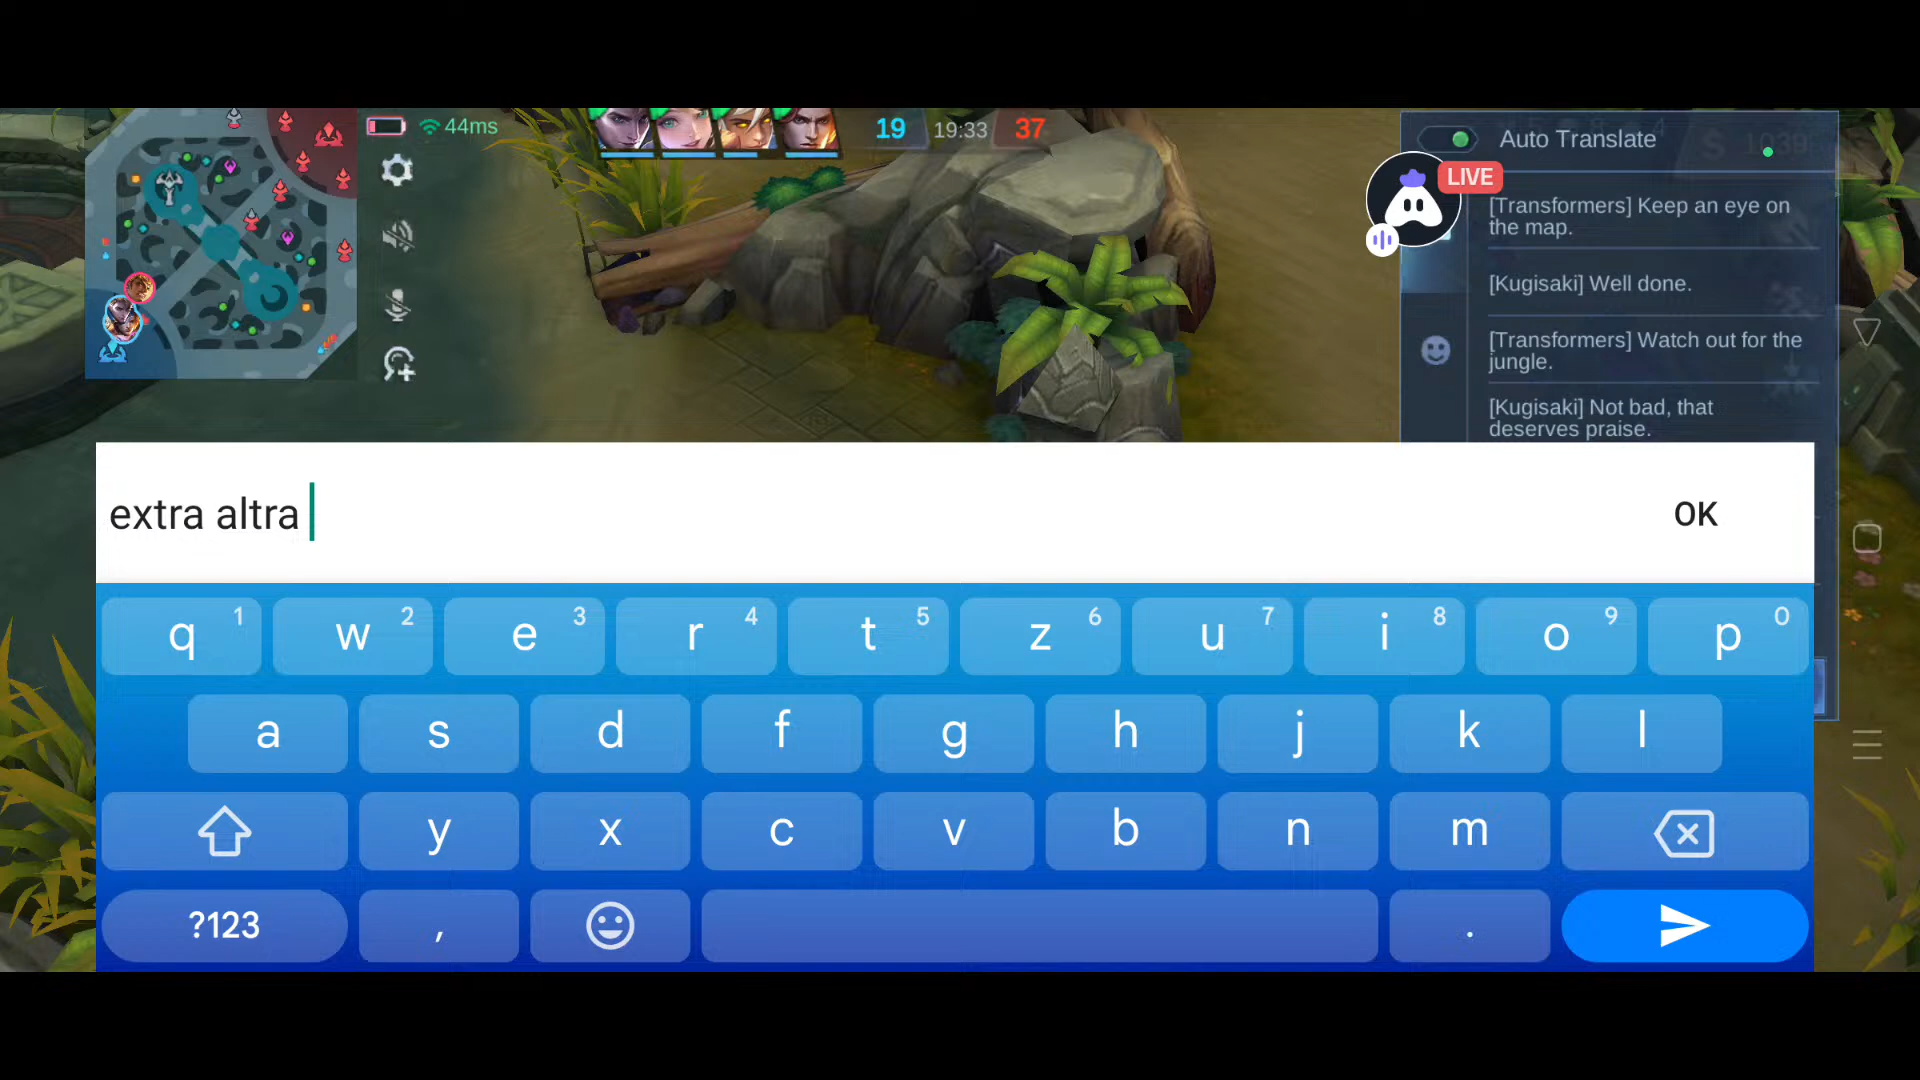 44ms
19 19:33 37
Auto Translate
LIVE
[Transformers] Keep an eye on
the map.
[Kugisaki] Well done.
[Transformers] Watch out for the
jungle.
[Kugisaki] Not bad, that
deserves praise.
extra altra
OK
q 1 w 2 e 3 r 4 t 5 z 6 u 7 i 8 o 9 p 0
a s d f g h j k l
y x c v b n m
?123 , .